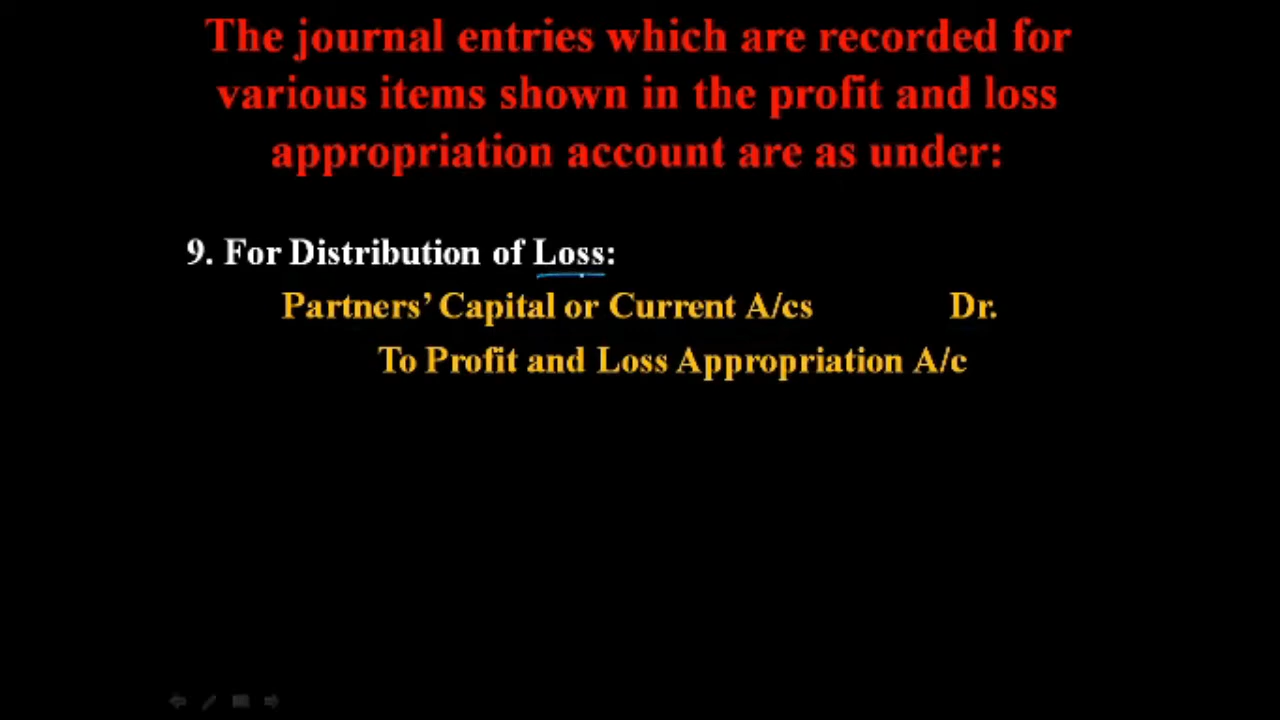 The journal entries which are recorded for
various items shown in the profit and loss
appropriation account are as under:
9. For Distribution of Loss:
Partners’ Capital or Current A/cs Dr.
To Profit and Loss Appropriation A/c